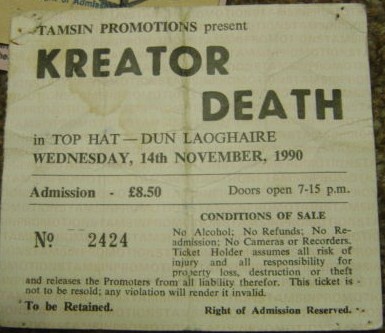 of Admission
TAMSIN PROMOTIONS present
KREATOR
DEATH
in TOP HAT — DUN LAOGHAIRE
WEDNESDAY, 14th NOVEMBER, 1990
Admission - £8.50 Doors open 7-15 p.m.
CONDITIONS OF SALE
No Alcohol; No Refunds; No Re-
admission; No Cameras or Recorders.
Ticket Holder assumes all risk of
injury and all responsibility for
property loss, destruction or theft
and releases the Promoters from all liability therefor. This ticket is
not to be resold; any violation will render it invalid.
Nº 2424
To be Retained. Right of Admission Reserved.